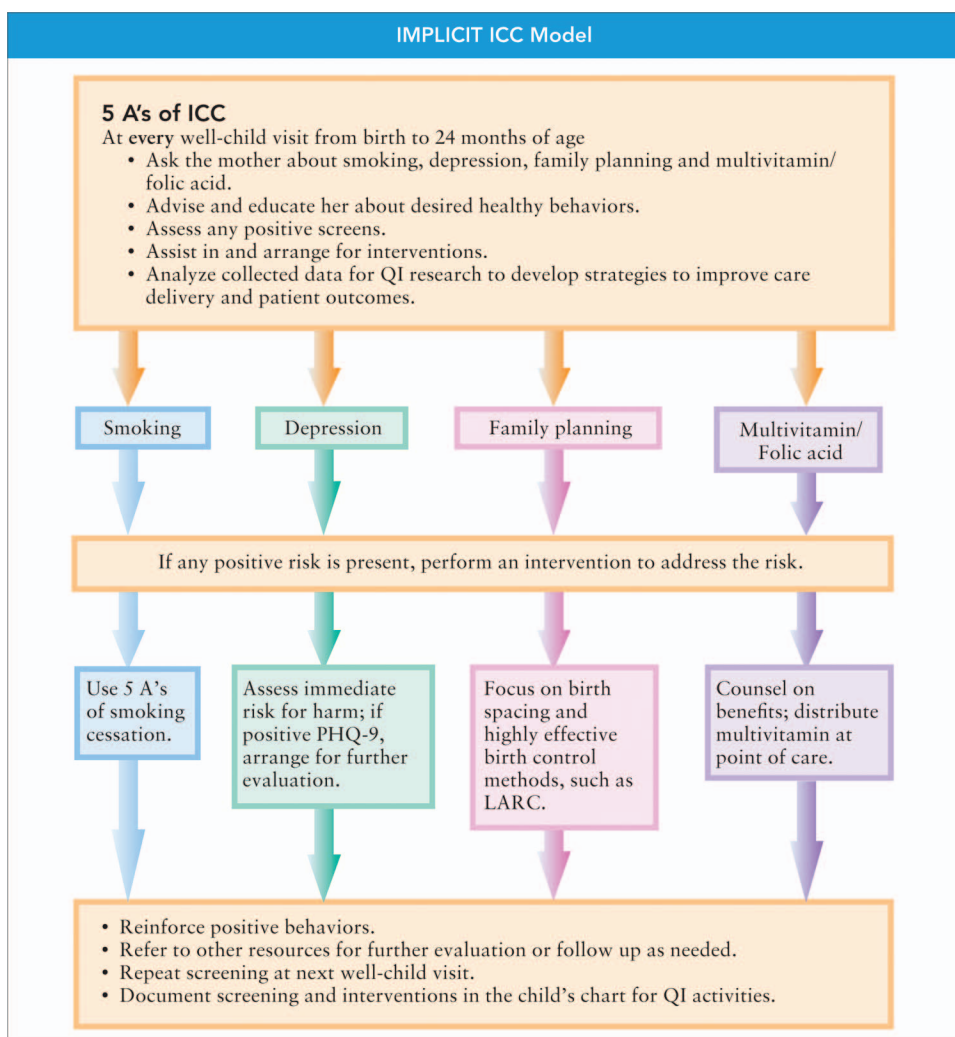 IMPLICIT ICC Model
5 A's of ICC
At every well-child visit from birth to 24 months of age
• Ask the mother about smoking, depression, family planning and multivitamin/
folic acid.
• Advise and educate her about desired healthy behaviors.
• Assess any positive screens.
• Assist in and arrange for interventions.
• Analyze collected data for QI research to develop strategies to improve care
delivery and patient outcomes.
Smoking
Depression
Family planning
Multivitamin/
Folic acid
If any positive risk is present, perform an intervention to address the risk.
Use 5 A's
of smoking
cessation.
Assess immediate
risk for harm; if
positive PHQ-9,
arrange for further
evaluation.
Focus on birth
spacing and
highly effective
birth control
methods, such as
LARC.
Counsel on
benefits; distribute
multivitamin at
point of care.
• Reinforce positive behaviors.
• Refer to other resources for further evaluation or follow up as needed.
• Repeat screening at next well-child visit.
• Document screening and interventions in the child's chart for QI activities.